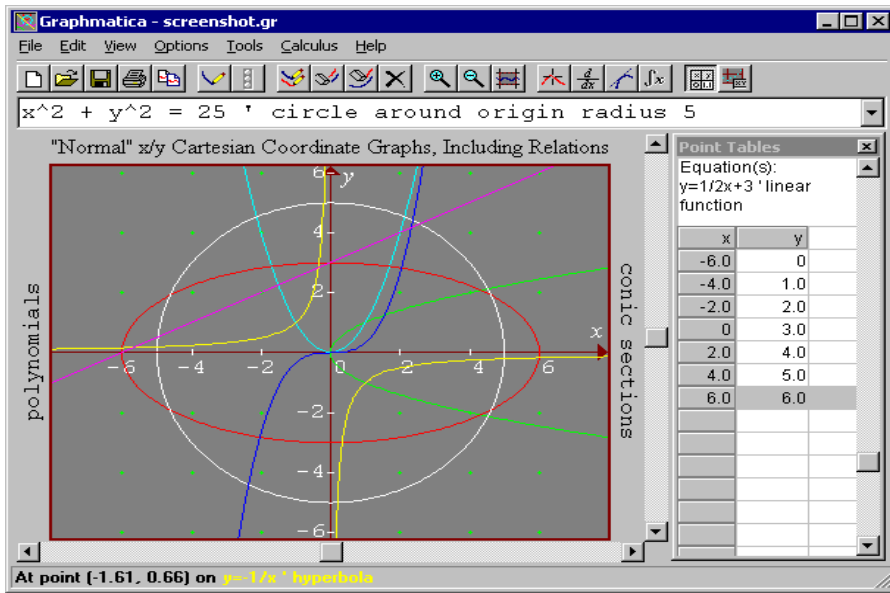 Graphmatica - screenshot.gr
File Edit View Options Tools Calculus Help
d/dx ∫x
x^2 + y^2 = 25 ' circle around origin radius 5
"Normal" x/y Cartesian Coordinate Graphs, Including Relations
Point Tables
Equation(s):
y=1/2x+3 ' linear
function
x y
-6.0 0
-4.0 1.0
-2.0 2.0
0 3.0
2.0 4.0
4.0 5.0
6.0 6.0
polynomials
conic sections
6 y
4
2
x
-6 -4 -2 0 2 4 6
-2
-4
-6
At point (-1.61, 0.66) on y=-1/x ' hyperbola